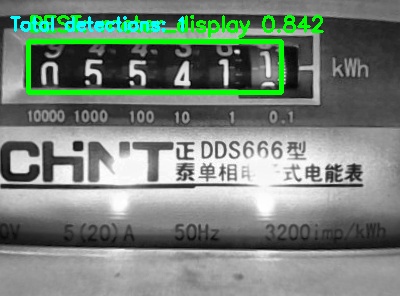 Total detections: 1
display 0.842
0 5 5 4 1 1
kWh
10000 1000 100 10 1 0.1
CHiNT 正泰
DDS666型
单相电子式电能表
0V 5(20)A 50Hz 3200imp/kWh